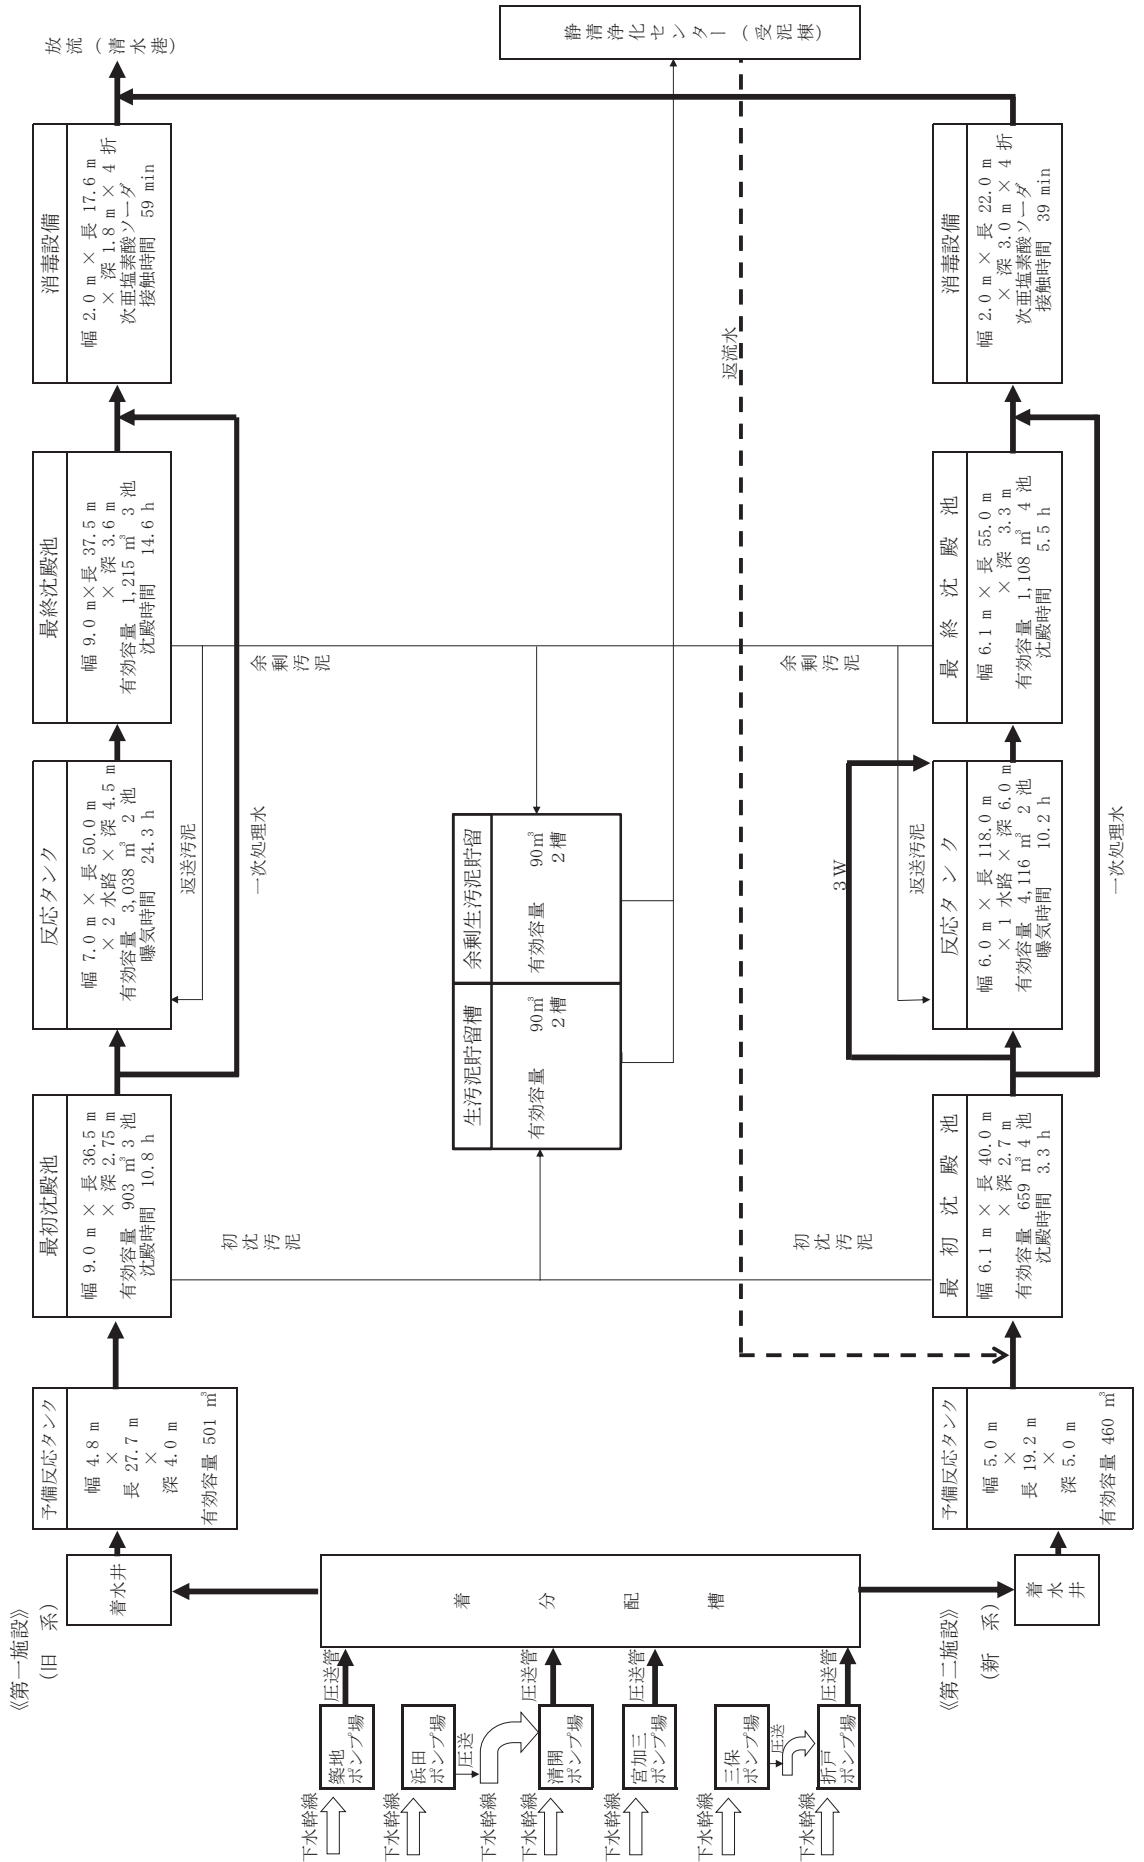 《第一施設》
(旧　系)
下水幹線
築地
ポンプ場
圧送管
下水幹線
浜田
ポンプ場
圧送
下水幹線
下水幹線
清開
ポンプ場
圧送管
下水幹線
宮加三
ポンプ場
圧送管
下水幹線
三保
ポンプ場
圧送
下水幹線
折戸
ポンプ場
圧送管
着　分　配　槽
着水井
予備反応タンク
幅 4.8 m
×
長 27.7 m
×
深 4.0 m
有効容量 501 m³
最初沈殿池
幅 9.0 m × 長 36.5 m
× 深 2.75 m
有効容量 903 m³ 3 池
沈殿時間 10.8 h
反応タンク
幅 7.0 m × 長 50.0 m
× 2 水路 × 深 4.5 m
有効容量 3,038 m³ 2 池
曝気時間 24.3 h
最終沈殿池
幅 9.0 m×長 37.5 m
× 深 3.6 m
有効容量 1,215 m³ 3 池
沈殿時間 14.6 h
消毒設備
幅 2.0 m × 長 17.6 m
× 深 1.8 m × 4 折
次亜塩素酸ソーダ
接触時間 59 min
放流(清水港)
返送汚泥
一次処理水
初沈
汚泥
余剰
汚泥
生汚泥貯留槽
有効容量 90m³
2槽
余剰生汚泥貯留
有効容量 90m³
2槽
静清浄化センター(受泥棟)
返流水
初沈
汚泥
余剰
汚泥
3W
返送汚泥
《第二施設》
(新　系)
着
水
井
予備反応タンク
幅 5.0 m
×
長 19.2 m
×
深 5.0 m
有効容量 460 m³
最　初　沈　殿　池
幅 6.1 m × 長 40.0 m
× 深 2.7 m
有効容量 659 m³ 4 池
沈殿時間 3.3 h
反応タンク
幅 6.0 m × 長 118.0 m
× 1 水路 × 深 6.0 m
有効容量 4,116 m³ 2 池
曝気時間 10.2 h
最　終　沈　殿　池
幅 6.1 m × 長 55.0 m
× 深 3.3 m
有効容量 1,108 m³ 4 池
沈殿時間 5.5 h
消毒設備
幅 2.0 m × 長 22.0 m
× 深 3.0 m × 4 折
次亜塩素酸ソーダ
接触時間 39 min
一次処理水